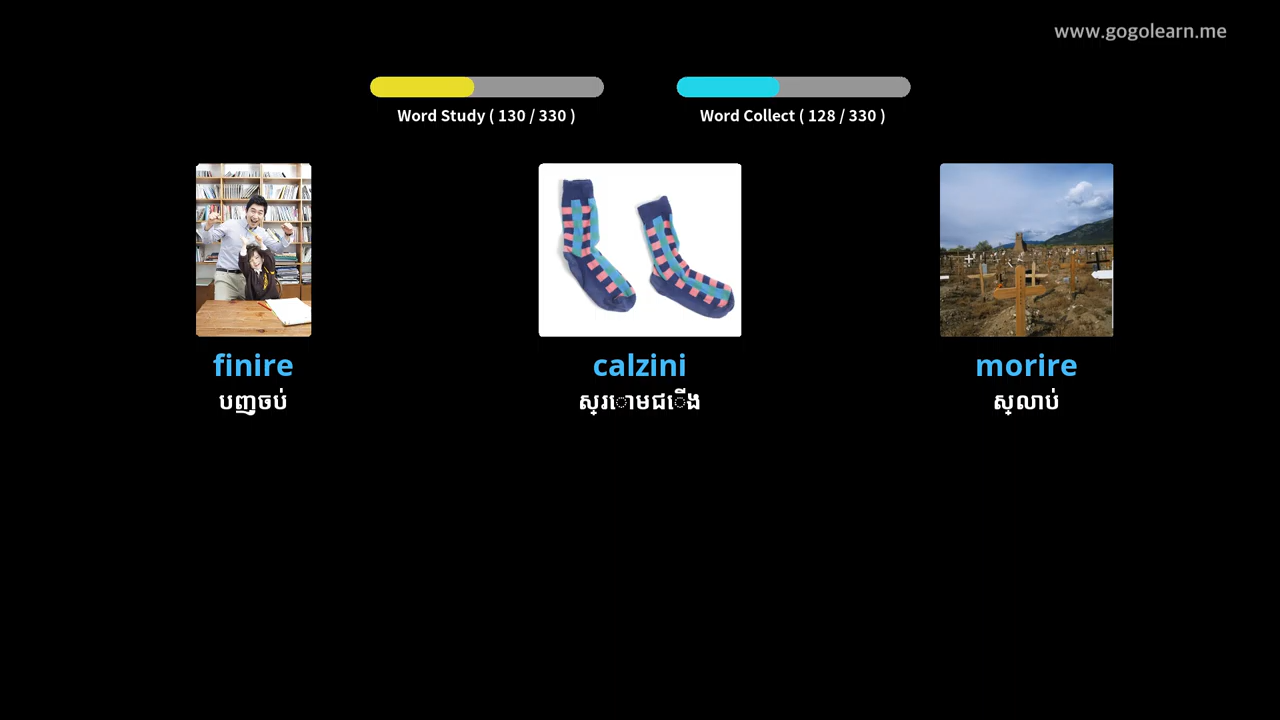 www.gogolearn.me
Word Study ( 130 / 330 )
Word Collect ( 128 / 330 )
finire
calzini
morire
បញ្ចប់
ស្រោមជើង
ស្លាប់